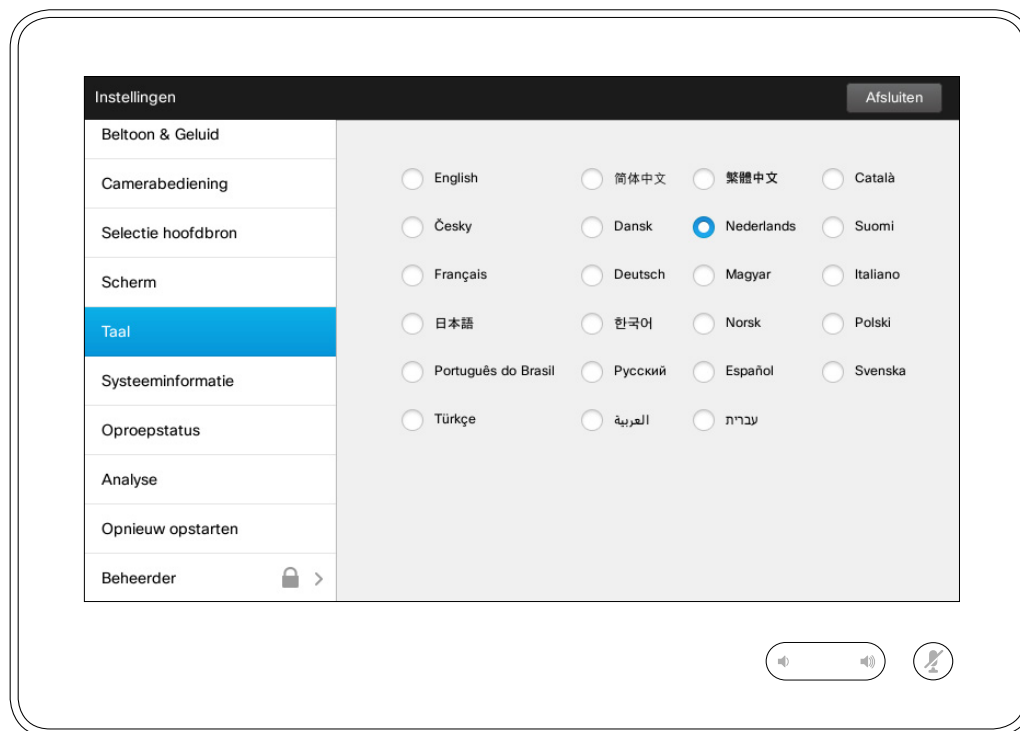 Instellingen
Afsluiten
Beltoon & Geluid
Camerabediening
Selectie hoofdbron
Scherm
Taal
Systeeminformatie
Oproepstatus
Analyse
Opnieuw opstarten
Beheerder
English 简体中文 繁體中文 Català
Česky Dansk Nederlands Suomi
Français Deutsch Magyar Italiano
日本語 한국어 Norsk Polski
Português do Brasil Русский Español Svenska
Türkçe العربية עברית